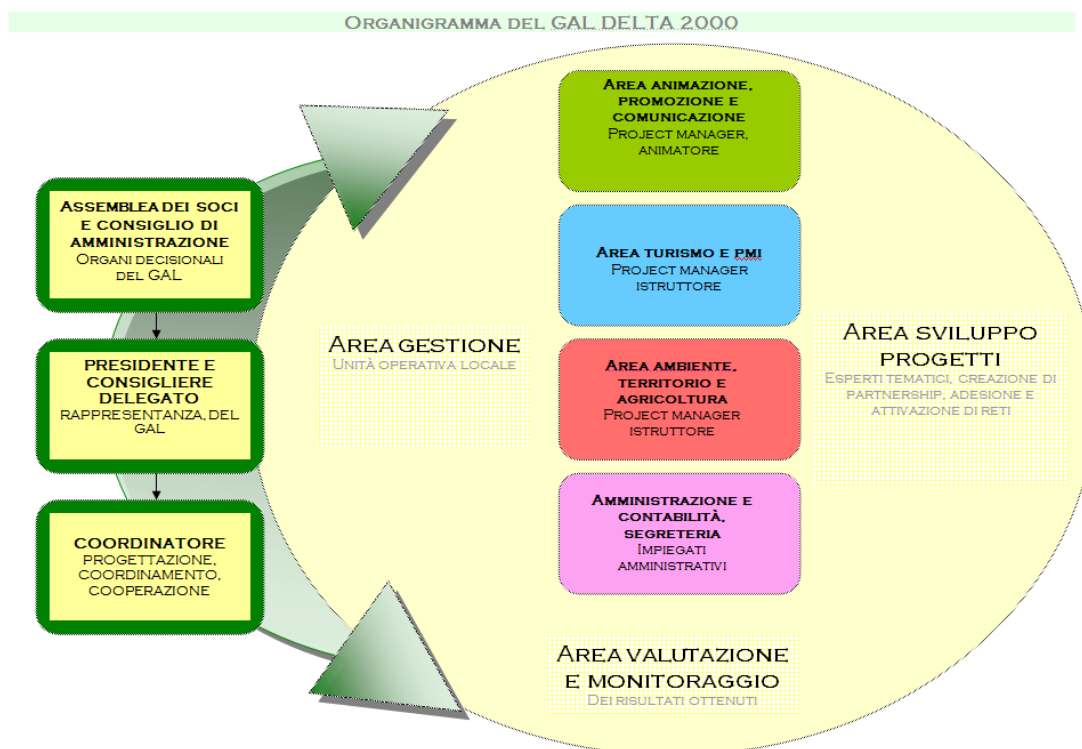 Organigramma del GAL DELTA 2000
Assemblea dei soci
e Consiglio di
amministrazione
Organi decisionali
del GAL
Presidente e
Consigliere
delegato
rappresentanza, del
GAL
Coordinatore
progettazione,
coordinamento,
cooperazione
Area gestione
Unità operativa locale
Area animazione,
promozione e
comunicazione
Project manager,
animatore
Area turismo e pmi
Project manager
istruttore
Area ambiente,
territorio e
agricoltura
Project manager
istruttore
Amministrazione e
contabilità,
segreteria
Impiegati
amministrativi
Area sviluppo
progetti
Esperti tematici, creazione di
partnership, adesione e
attivazione di reti
Area valutazione
e monitoraggio
Dei risultati ottenuti